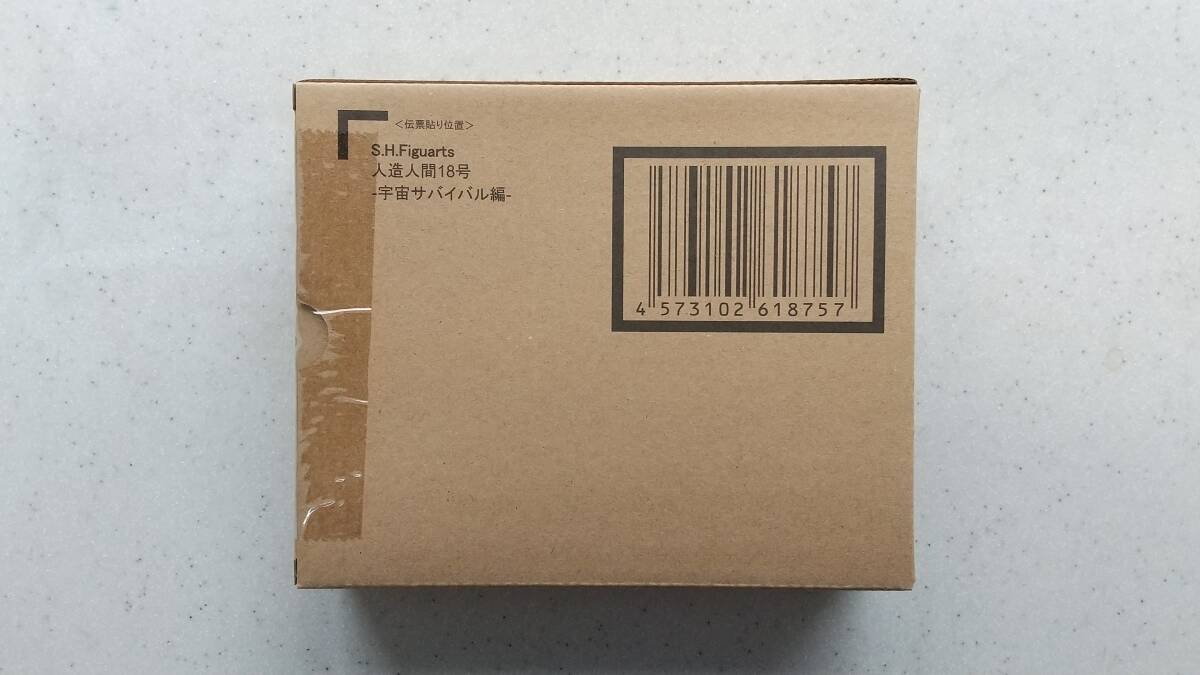 <伝票貼り位置>
S.H.Figuarts
人造人間18号
-宇宙サバイバル編-
4 573102 618757